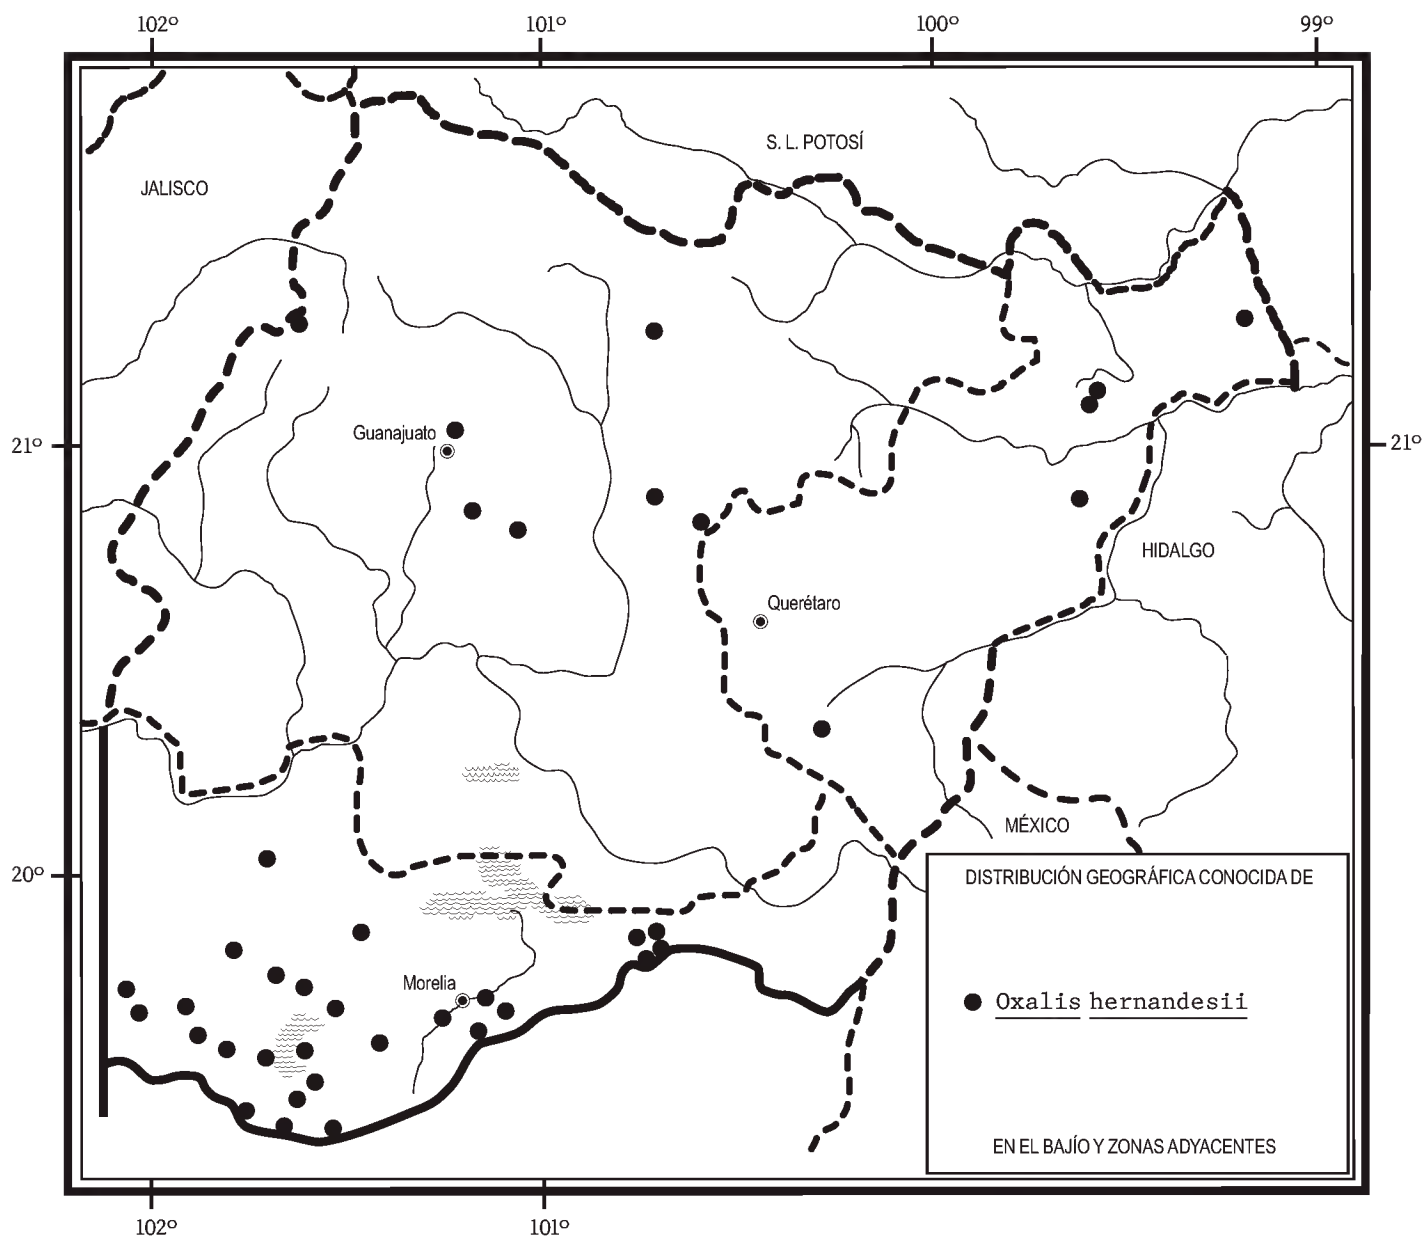 102º 101º 100º 99º
S. L. POTOSÍ
JALISCO
Guanajuato
21º
21º
HIDALGO
Querétaro
MÉXICO
20º
DISTRIBUCIÓN GEOGRÁFICA CONOCIDA DE
Morelia
Oxalis hernandesii
EN EL BAJÍO Y ZONAS ADYACENTES
102º 101º